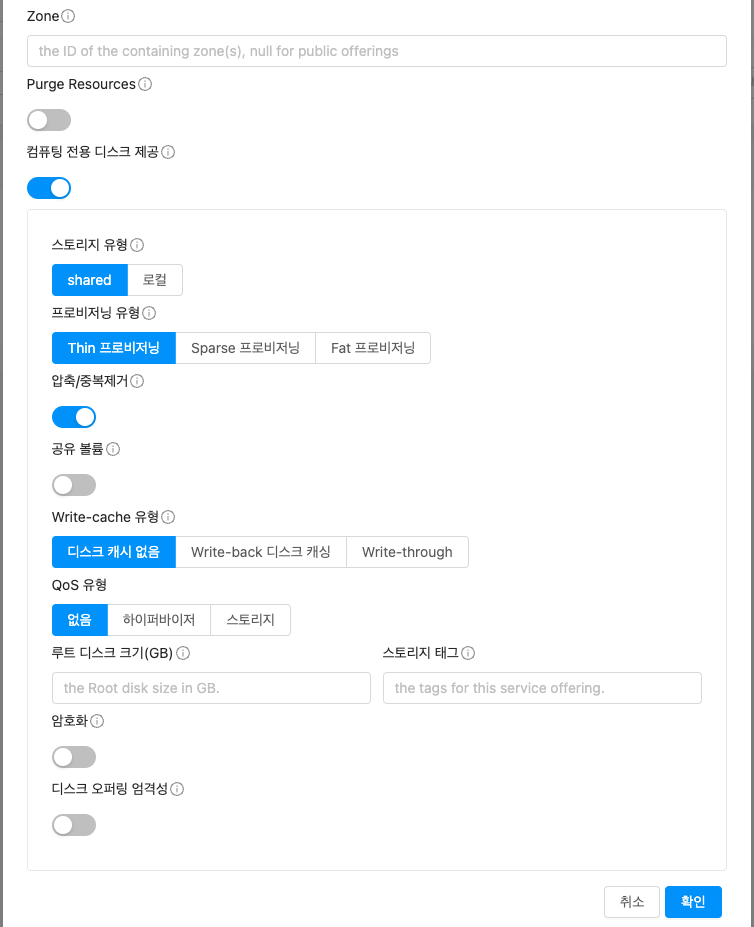 Zone
the ID of the containing zone(s), null for public offerings
Purge Resources
컴퓨팅 전용 디스크 제공
스토리지 유형
shared 로컬
프로비저닝 유형
Thin 프로비저닝 Sparse 프로비저닝 Fat 프로비저닝
압축/중복제거
공유 볼륨
Write-cache 유형
디스크 캐시 없음 Write-back 디스크 캐싱 Write-through
QoS 유형
없음 하이퍼바이저 스토리지
루트 디스크 크기(GB) 스토리지 태그
the Root disk size in GB. the tags for this service offering.
암호화
디스크 오퍼링 엄격성
취소 확인